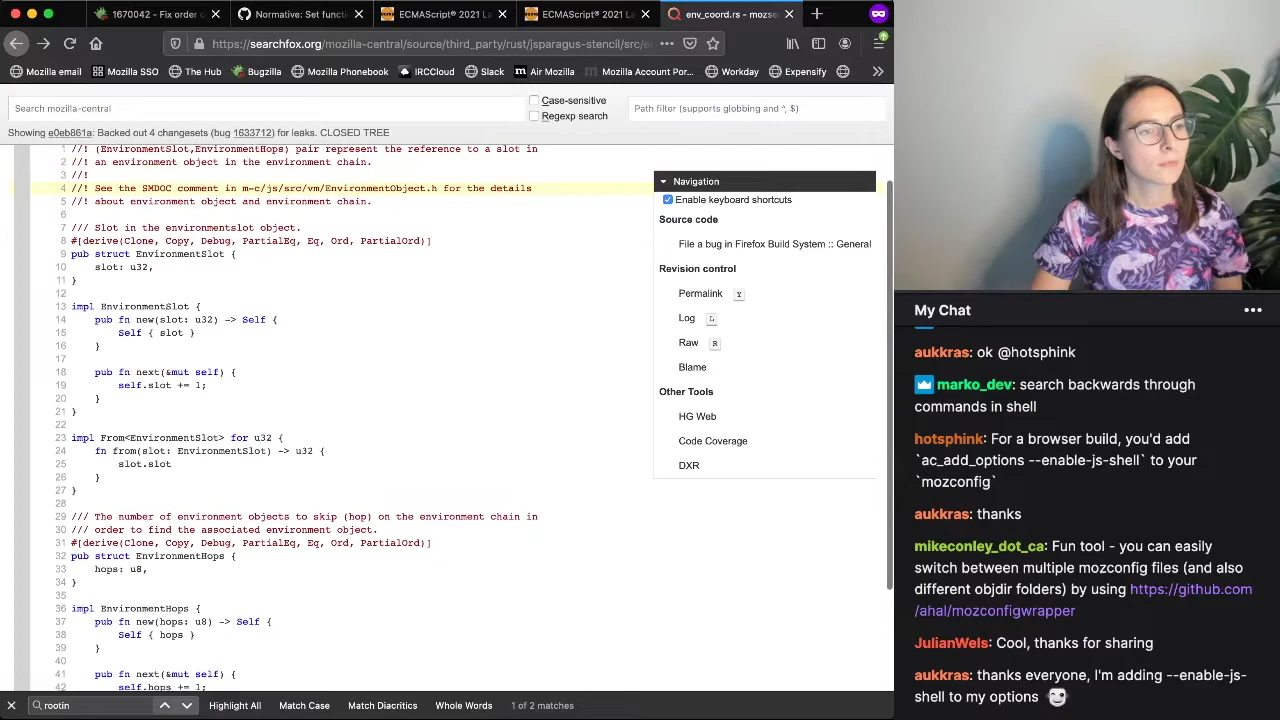 1670042 - Fix order c
Normative: Set functi
ECMAScript® 2021 La
ECMAScript® 2021 La
env_coord.rs - mozse
https://searchfox.org/mozilla-central/source/third_party/rust/jsparagus-stencil/src/e
Mozilla email
Mozilla SSO
The Hub
Bugzilla
Mozilla Phonebook
IRCCloud
Slack
Air Mozilla
Mozilla Account Por...
Workday
Expensify
Search mozilla-central
Case-sensitive
Regexp search
Path filter (supports globbing and ^, $)
Showing e0eb861a: Backed out 4 changesets (bug 1633712) for leaks. CLOSED TREE
1 //! (EnvironmentSlot,EnvironmentHops) pair represent the reference to a slot in
2 //! an environment object in the environment chain.
3 //!
4 //! See the SMDOC comment in m-c/js/src/vm/EnvironmentObject.h for the details
5 //! about environment object and environment chain.
6
7 /// Slot in the environmentslot object.
8 #[derive(Clone, Copy, Debug, PartialEq, Eq, Ord, PartialOrd)]
9 pub struct EnvironmentSlot {
10 slot: u32,
11 }
12
13 impl EnvironmentSlot {
14 pub fn new(slot: u32) -> Self {
15 Self { slot }
16 }
17
18 pub fn next(&mut self) {
19 self.slot += 1;
20 }
21 }
22
23 impl From<EnvironmentSlot> for u32 {
24 fn from(slot: EnvironmentSlot) -> u32 {
25 slot.slot
26 }
27 }
28
29 /// The number of environment objects to skip (hop) on the environment chain in
30 /// order to find the associated environment object.
31 #[derive(Clone, Copy, Debug, PartialEq, Eq, Ord, PartialOrd)]
32 pub struct EnvironmentHops {
33 hops: u8,
34 }
35
36 impl EnvironmentHops {
37 pub fn new(hops: u8) -> Self {
38 Self { hops }
39 }
40
41 pub fn next(&mut self) {
42 self.hops += 1;
Navigation
Enable keyboard shortcuts
Source code
File a bug in Firefox Build System :: General
Revision control
Permalink Y
Log L
Raw R
Blame
Other Tools
HG Web
Code Coverage
DXR
rootin
Highlight All
Match Case
Match Diacritics
Whole Words
1 of 2 matches
My Chat
aukkras: ok @hotsphink
marko_dev: search backwards through
commands in shell
hotsphink: For a browser build, you'd add
`ac_add_options --enable-js-shell` to your
`mozconfig`
aukkras: thanks
mikeconley_dot_ca: Fun tool - you can easily
switch between multiple mozconfig files (and also
different objdir folders) by using https://github.com
/ahal/mozconfigwrapper
JulianWels: Cool, thanks for sharing
aukkras: thanks everyone, I'm adding --enable-js-
shell to my options